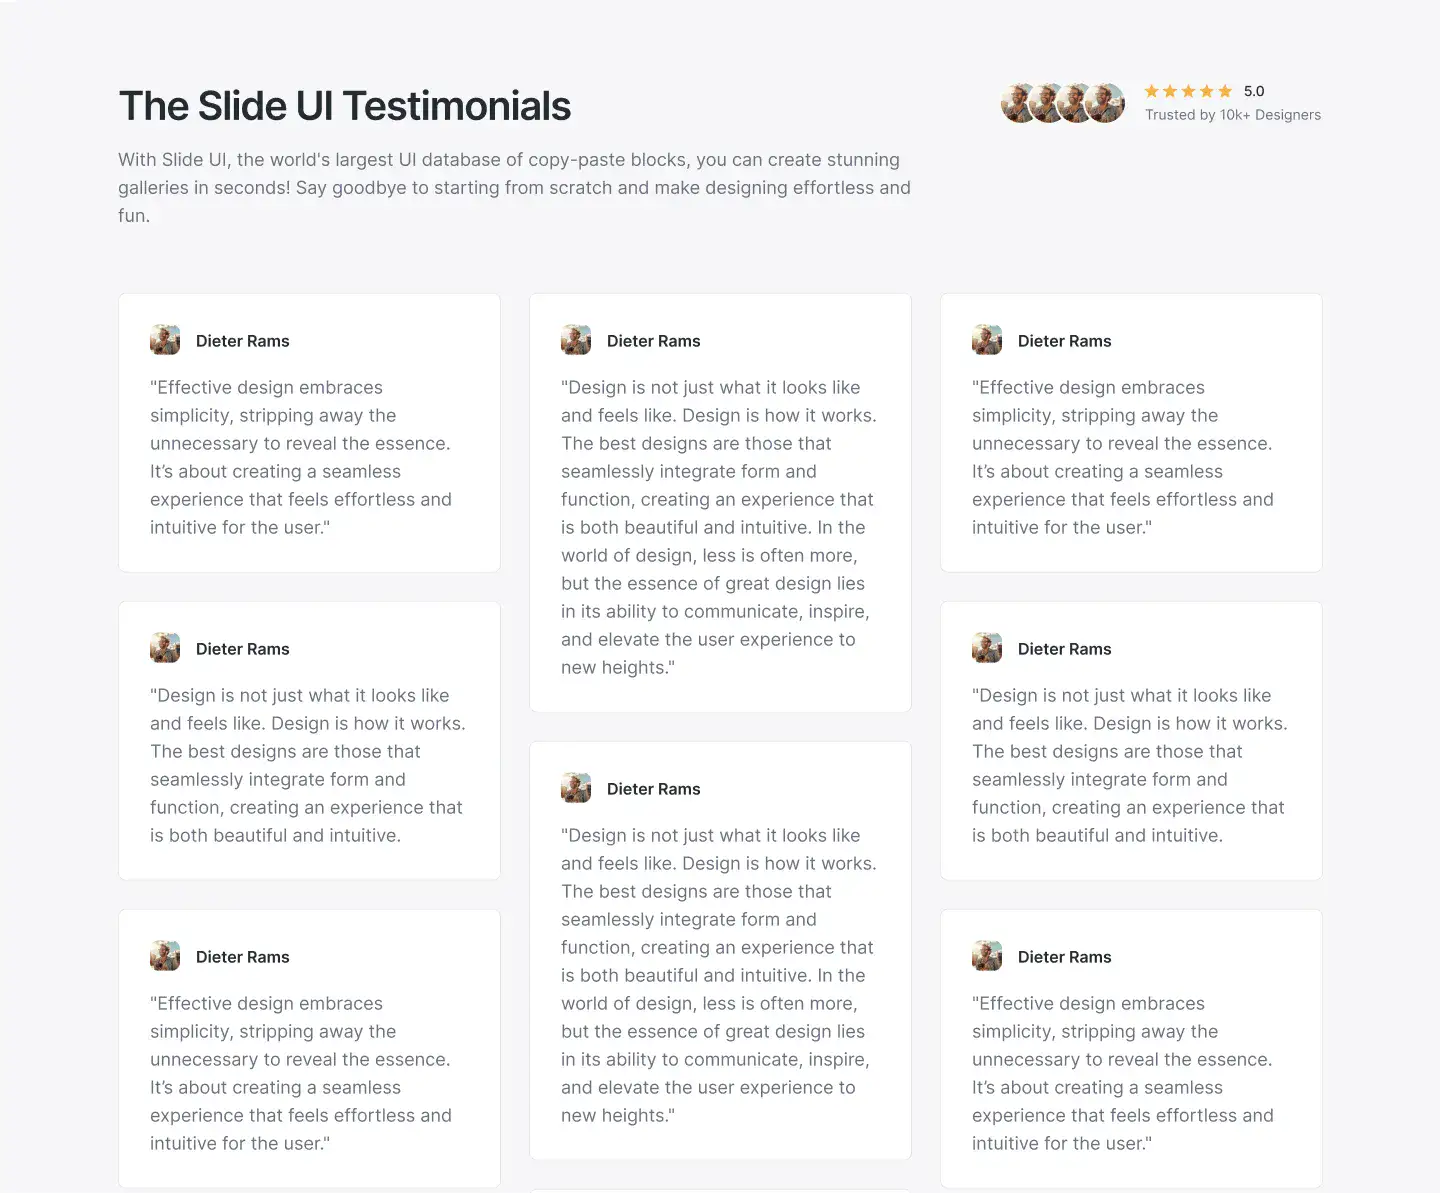 The Slide UI Testimonials
5.0
Trusted by 10k+ Designers
With Slide UI, the world's largest UI database of copy-paste blocks, you can create stunning
galleries in seconds! Say goodbye to starting from scratch and make designing effortless and
fun.
Dieter Rams
"Effective design embraces
simplicity, stripping away the
unnecessary to reveal the essence.
It’s about creating a seamless
experience that feels effortless and
intuitive for the user."
Dieter Rams
"Design is not just what it looks like
and feels like. Design is how it works.
The best designs are those that
seamlessly integrate form and
function, creating an experience that
is both beautiful and intuitive.
Dieter Rams
"Effective design embraces
simplicity, stripping away the
unnecessary to reveal the essence.
It’s about creating a seamless
experience that feels effortless and
intuitive for the user."
Dieter Rams
"Design is not just what it looks like
and feels like. Design is how it works.
The best designs are those that
seamlessly integrate form and
function, creating an experience that
is both beautiful and intuitive. In the
world of design, less is often more,
but the essence of great design lies
in its ability to communicate, inspire,
and elevate the user experience to
new heights."
Dieter Rams
"Design is not just what it looks like
and feels like. Design is how it works.
The best designs are those that
seamlessly integrate form and
function, creating an experience that
is both beautiful and intuitive. In the
world of design, less is often more,
but the essence of great design lies
in its ability to communicate, inspire,
and elevate the user experience to
new heights."
Dieter Rams
"Effective design embraces
simplicity, stripping away the
unnecessary to reveal the essence.
It’s about creating a seamless
experience that feels effortless and
intuitive for the user."
Dieter Rams
"Design is not just what it looks like
and feels like. Design is how it works.
The best designs are those that
seamlessly integrate form and
function, creating an experience that
is both beautiful and intuitive.
Dieter Rams
"Effective design embraces
simplicity, stripping away the
unnecessary to reveal the essence.
It’s about creating a seamless
experience that feels effortless and
intuitive for the user."